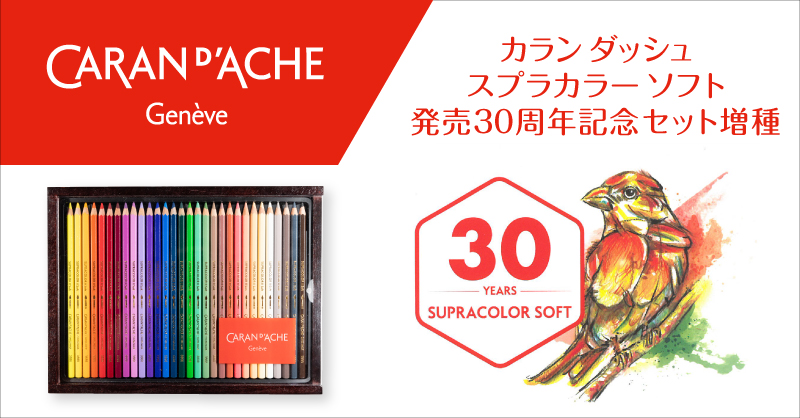 CARAN D'ACHE
Genève
カラン ダッシュ
スプラカラー ソフト
発売30周年記念セット増種
30
YEARS
SUPRACOLOR SOFT
CARAN D'ACHE
Genève